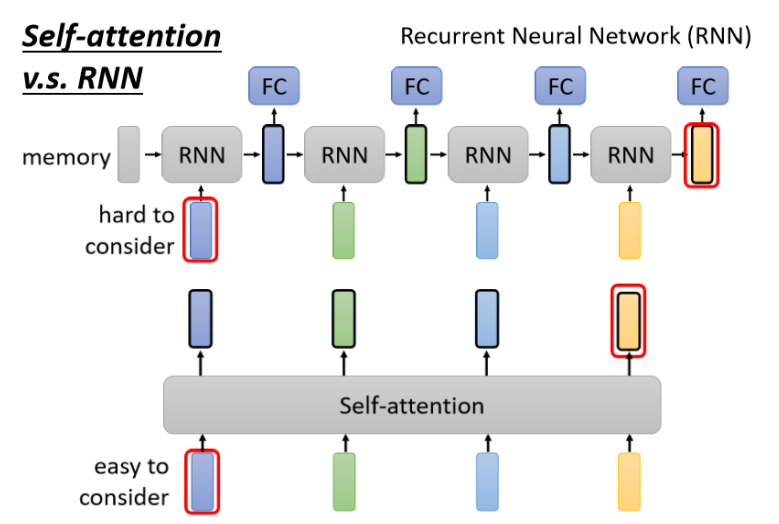 Self-attention
v.s. RNN
Recurrent Neural Network (RNN)
FC
FC
FC
FC
memory
RNN
RNN
RNN
RNN
hard to
consider
Self-attention
easy to
consider